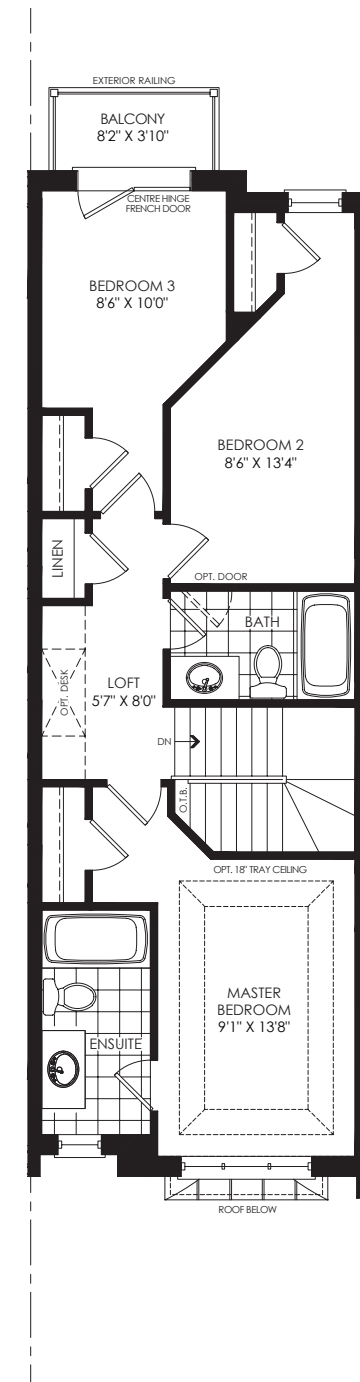 EXTERIOR RAILING
BALCONY
8'2" X 3'10"
CENTRE HINGE
FRENCH DOOR
BEDROOM 3
8'6" X 10'0"
BEDROOM 2
8'6" X 13'4"
LINEN
OPT. DOOR
BATH
OPT. DESK
LOFT
5'7" X 8'0"
DN
O.T.B.
OPT. 18" TRAY CEILING
MASTER
BEDROOM
9'1" X 13'8"
ENSUITE
ROOF BELOW